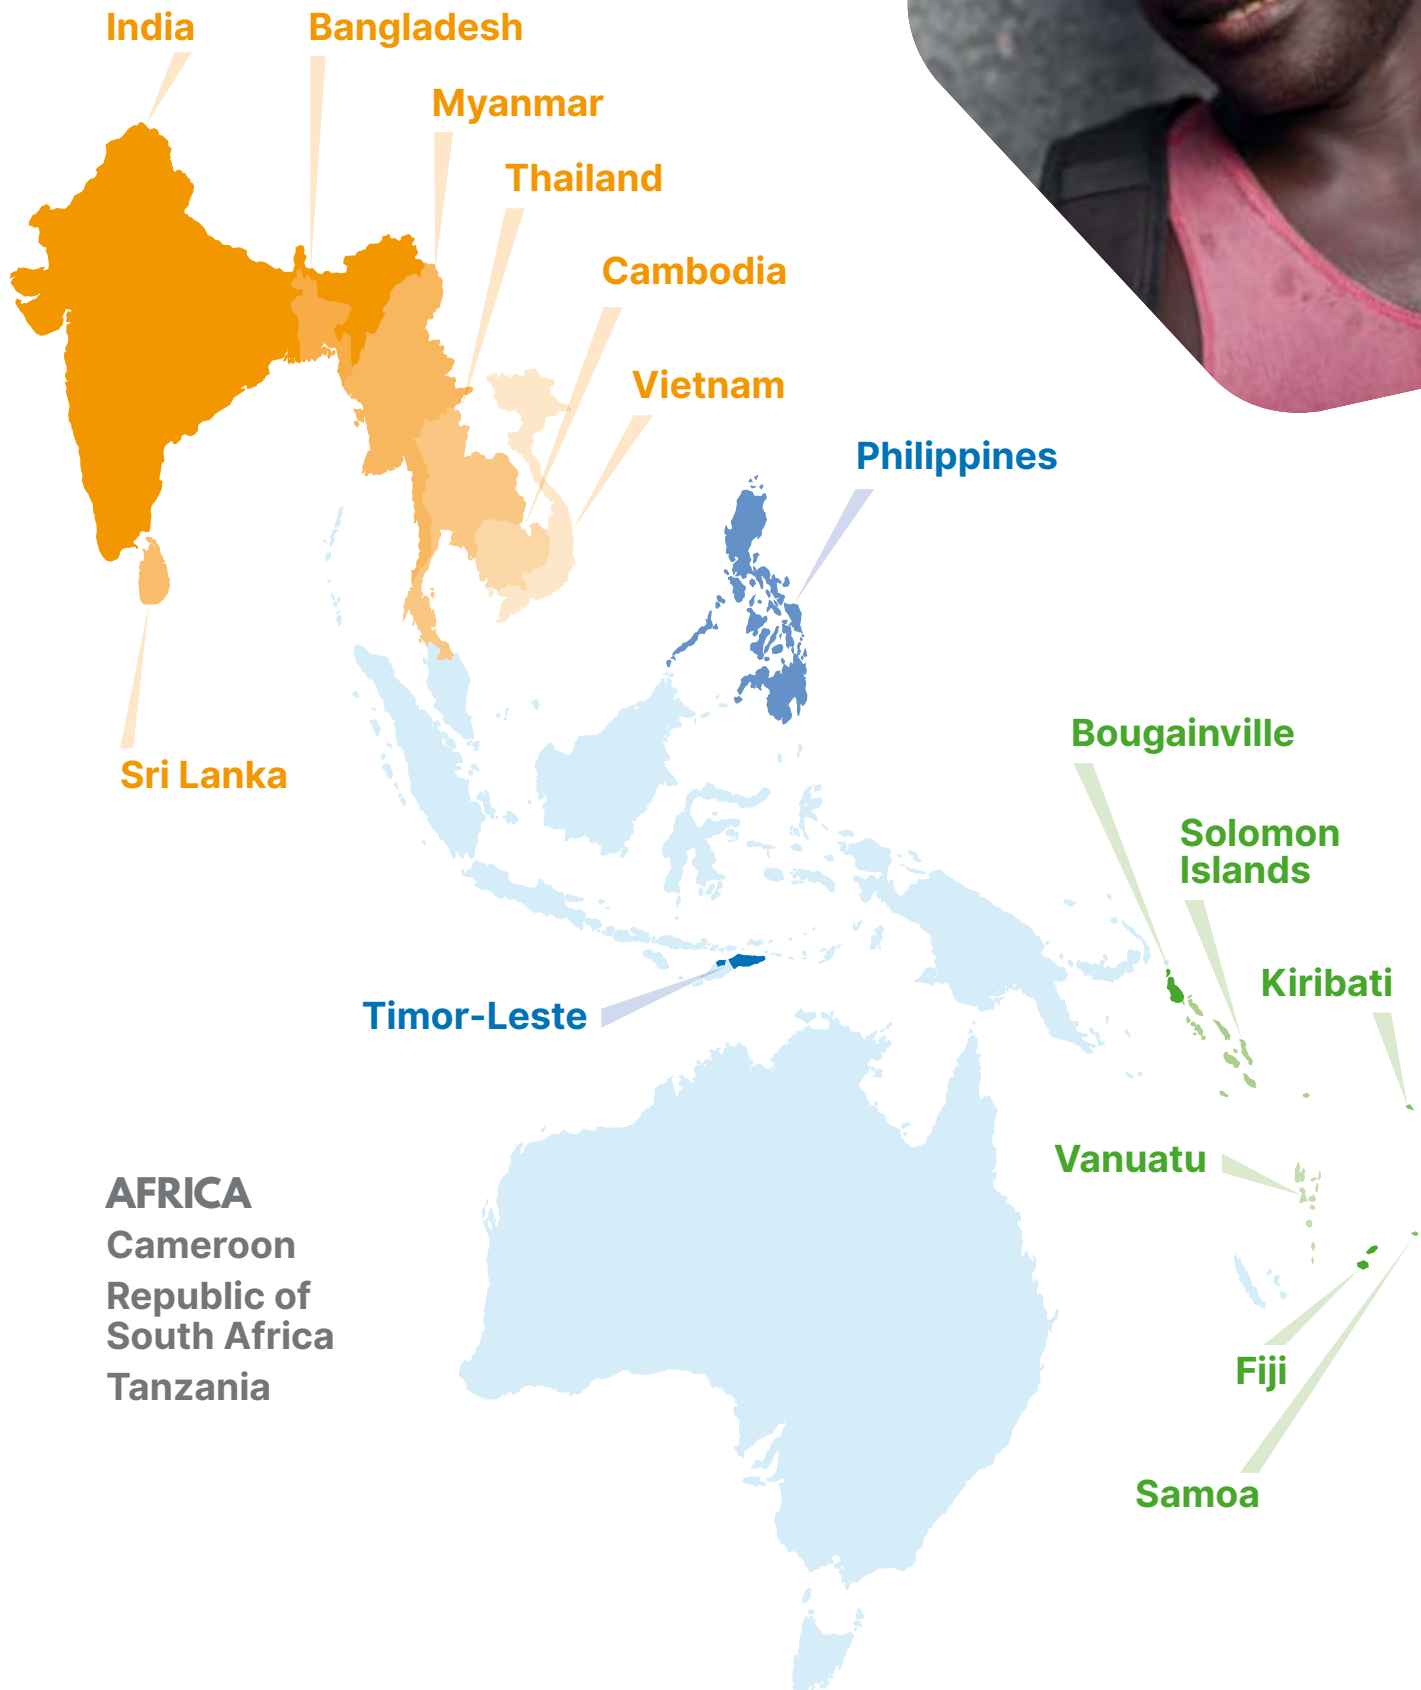 India
Bangladesh
Myanmar
Thailand
Cambodia
Vietnam
Philippines
Sri Lanka
Bougainville
Solomon
Islands
Kiribati
Timor-Leste
Vanuatu
AFRICA
Cameroon
Republic of
South Africa
Tanzania
Fiji
Samoa